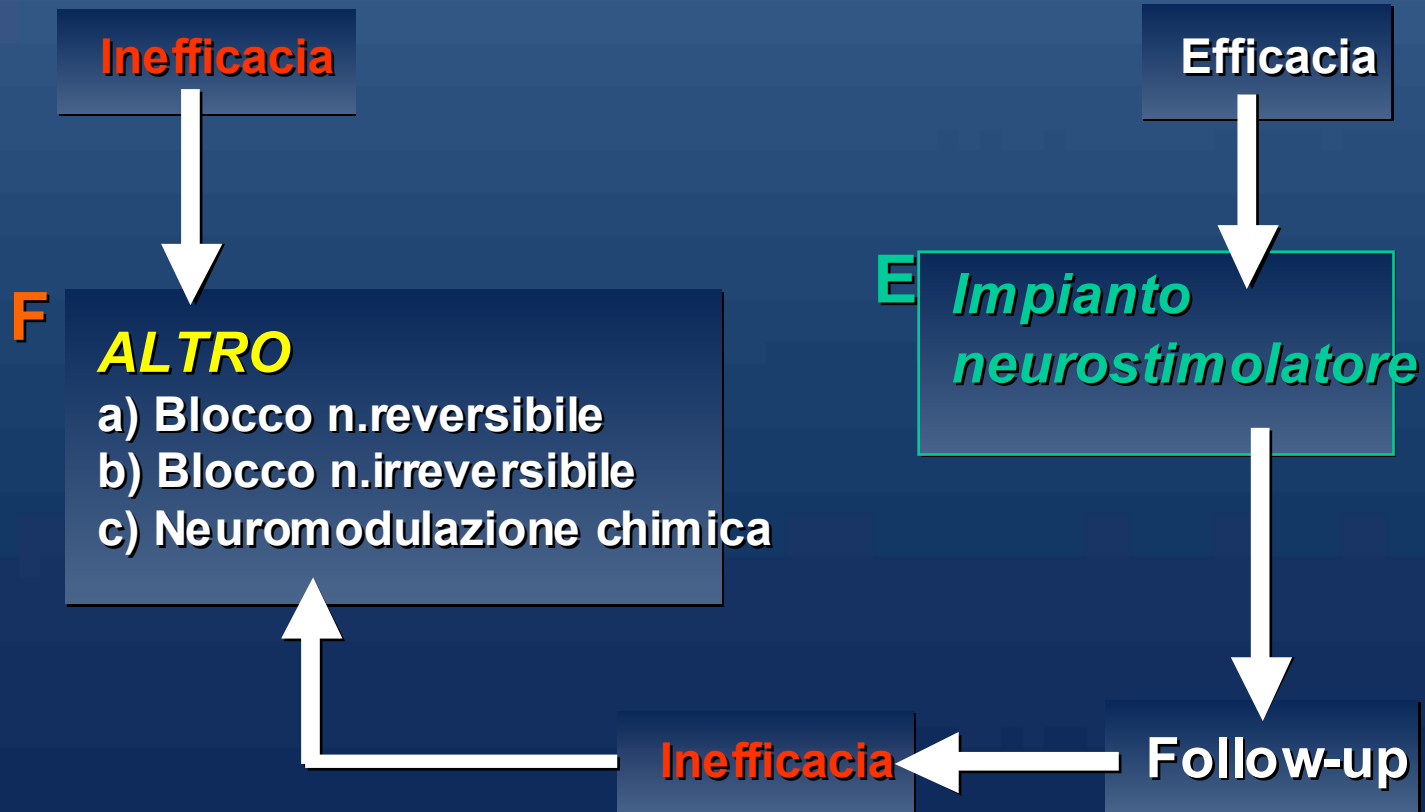 Inefficacia
Efficacia
F
ALTRO
a) Blocco n.reversibile
b) Blocco n.irreversibile
c) Neuromodulazione chimica
E
Impianto
neurostimolatore
Inefficacia
Follow-up